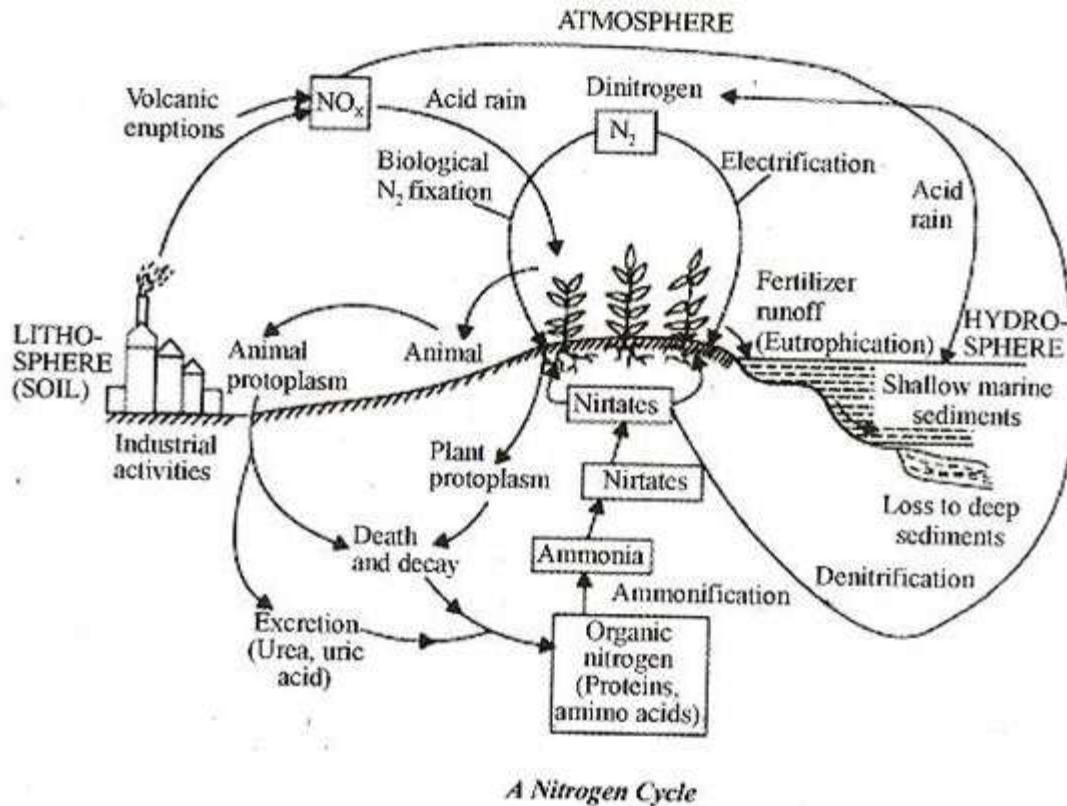 ATMOSPHERE
Volcanic
eruptions
NOx
Acid rain
Dinitrogen
N2
Biological
N2 fixation
Electrification
Acid
rain
LITHO-
SPHERE
(SOIL)
Industrial
activities
Animal
protoplasm
Animal
Fertilizer
runoff
(Eutrophication)
HYDRO-
SPHERE
Shallow marine
sediments
Loss to deep
sediments
Nirtates
Plant
protoplasm
Nirtates
Death
and decay
Ammonia
Denitrification
Ammonification
Excretion
(Urea, uric
acid)
Organic
nitrogen
(Proteins,
amimo acids)
A Nitrogen Cycle